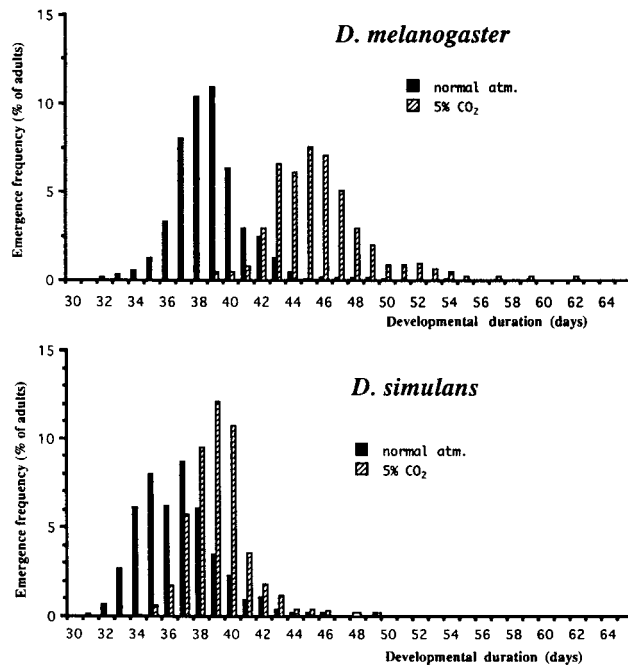 D. melanogaster
normal atm.
5% CO₂
Emergence frequency (% of adults)
15
10
5
0
30 32 34 36 38 40 42 44 46 48 50 52 54 56 60 62 64
Developmental duration (days)
D. simulans
normal atm.
5% CO₂
Emergence frequency (% of adults)
15
10
5
0
30 32 34 36 38 40 42 44 46 48 50 52 54 56 60 62 64
Developmental duration (days)